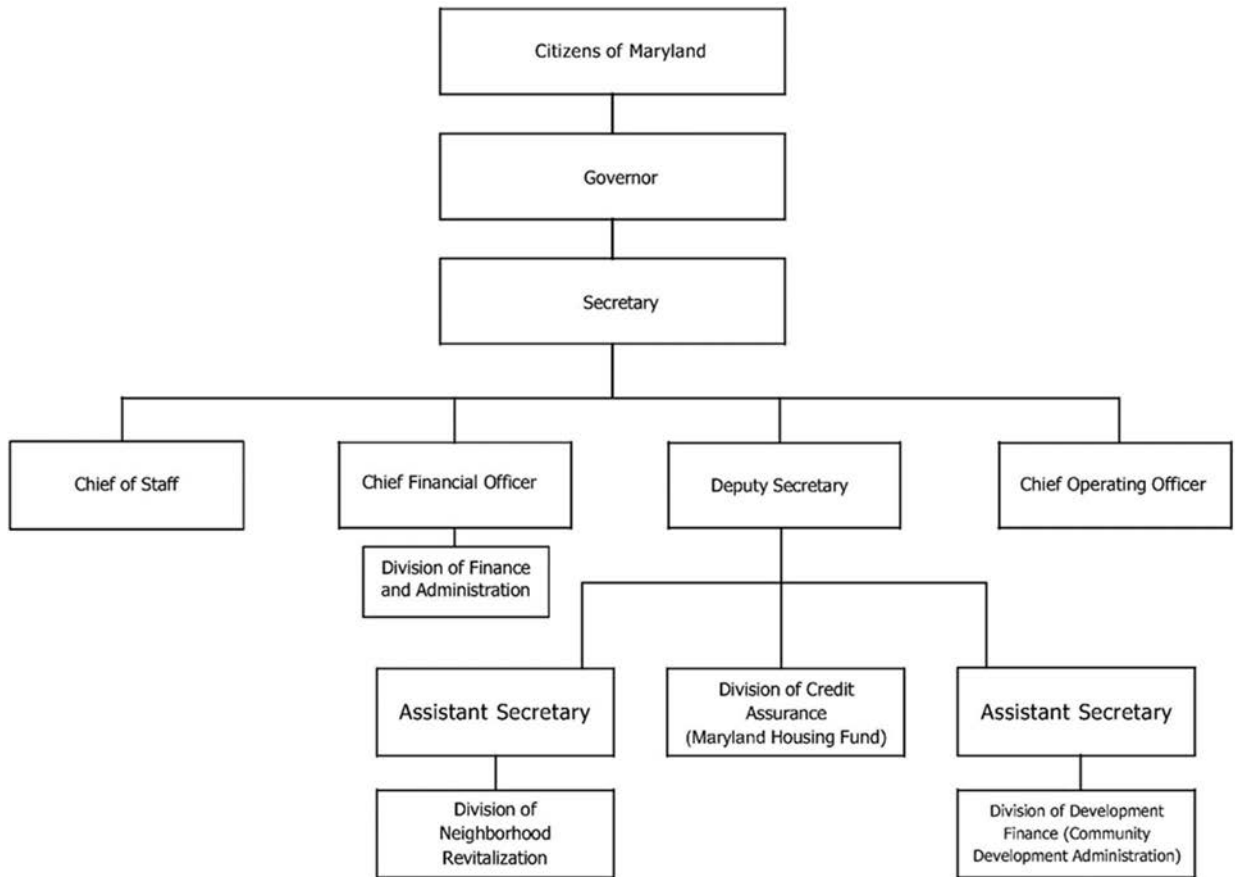 Citizens of Maryland
Governor
Secretary
Chief of Staff
Chief Financial Officer
Deputy Secretary
Chief Operating Officer
Division of Finance
and Administration
Assistant Secretary
Division of Credit
Assurance
(Maryland Housing Fund)
Assistant Secretary
Division of
Neighborhood
Revitalization
Division of Development
Finance (Community
Development Administration)